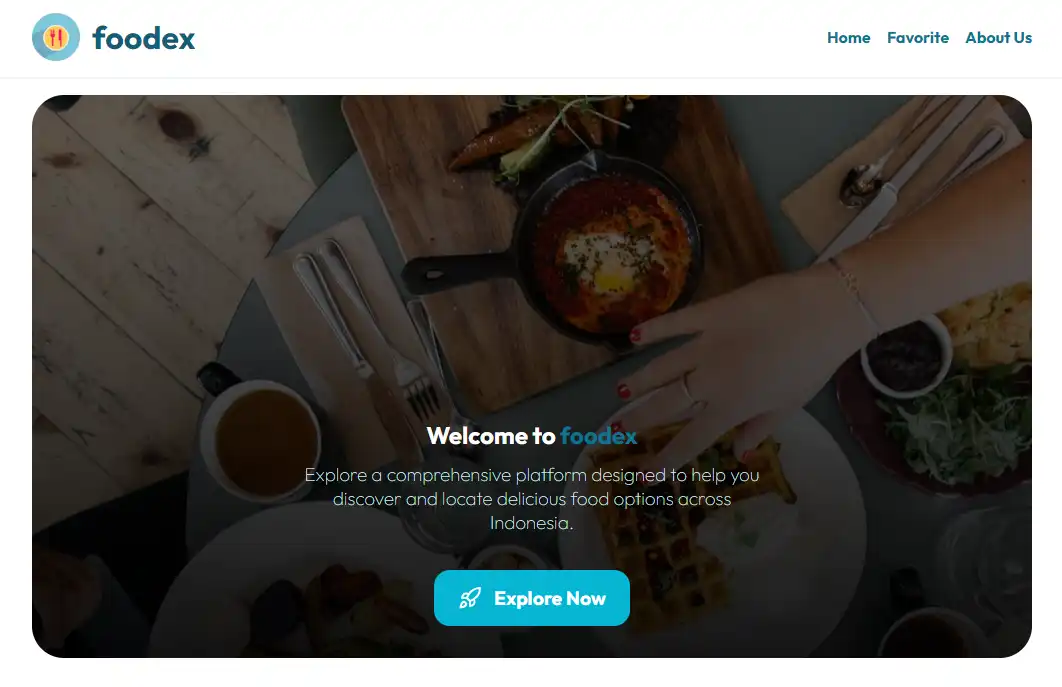 foodex
Home Favorite About Us
Welcome to foodex
Explore a comprehensive platform designed to help you
discover and locate delicious food options across
Indonesia.
Explore Now